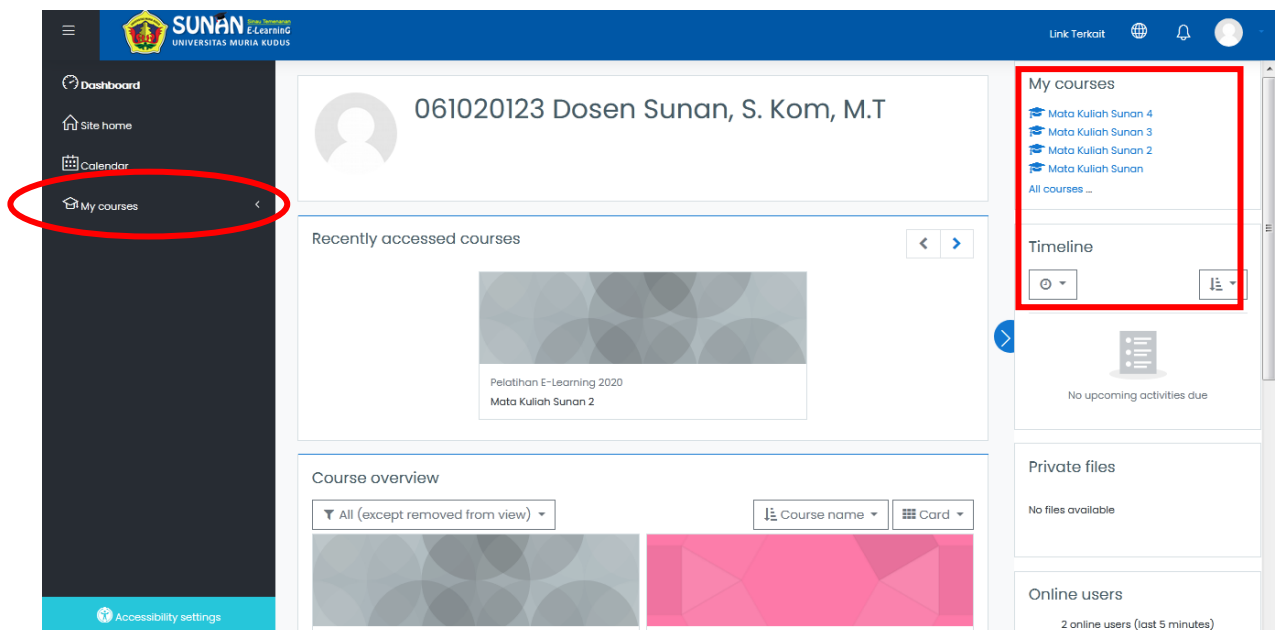 SUNAN Sinau Temenanan E-Learning
UNIVERSITAS MURIA KUDUS
Link Terkait
Dashboard
Site home
Calendar
My courses
061020123 Dosen Sunan, S. Kom, M.T
Recently accessed courses
Pelatihan E-Learning 2020
Mata Kuliah Sunan 2
Course overview
All (except removed from view)
Course name
Card
My courses
Mata Kuliah Sunan 4
Mata Kuliah Sunan 3
Mata Kuliah Sunan 2
Mata Kuliah Sunan
All courses ...
Timeline
No upcoming activities due
Private files
No files available
Online users
2 online users (last 5 minutes)
Accessibility settings